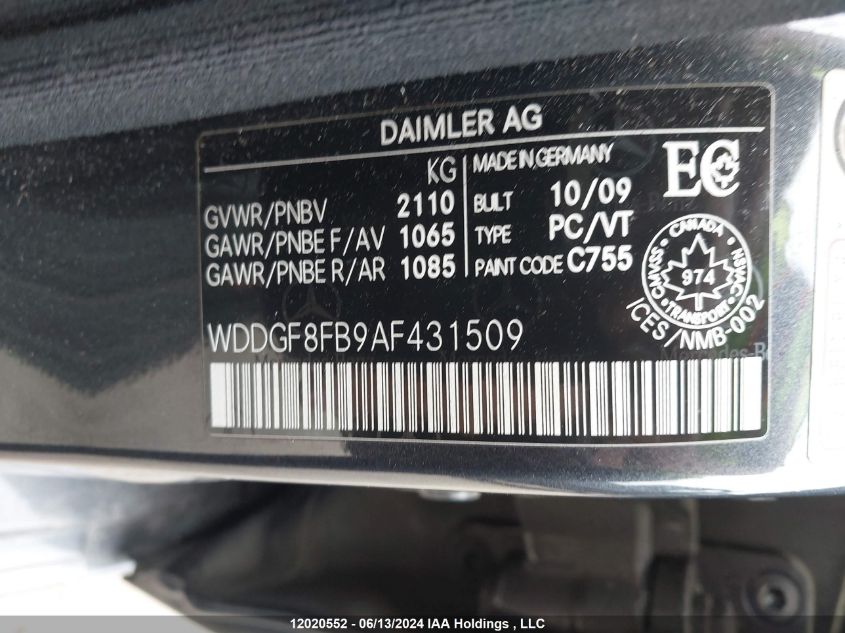 DAIMLER AG
KG
GVWR/PNBV 2110
GAWR/PNBE F/AV 1065
GAWR/PNBE R/AR 1085
MADE IN GERMANY
BUILT 10/09
TYPE PC/VT
PAINT CODE C755
EC
CANADA
CMVSS 974 NSVAC
TRANSPORT
ICES/NMB-002
WDDGF8FB9AF431509
12020552 - 06/13/2024 IAA Holdings , LLC